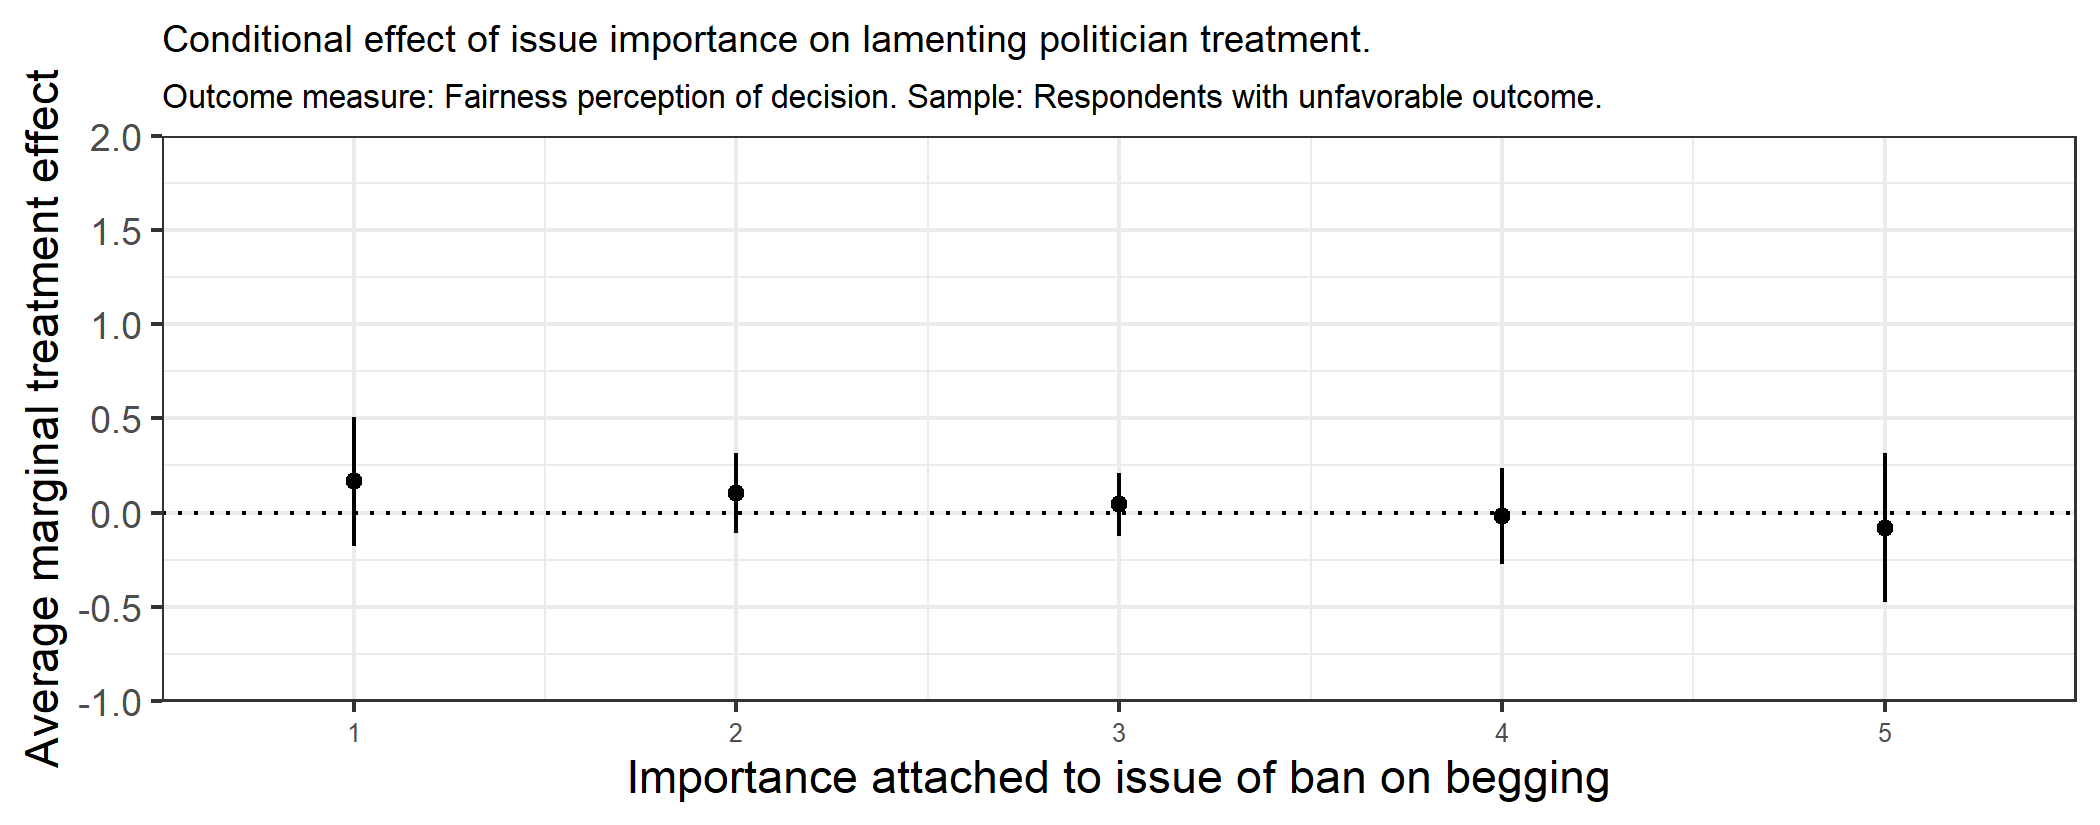 Conditional effect of issue importance on lamenting politician treatment.
Outcome measure: Fairness perception of decision. Sample: Respondents with unfavorable outcome.
Average marginal treatment effect
2.0
1.5
1.0
0.5
0.0
-0.5
-1.0
1 2 3 4 5
Importance attached to issue of ban on begging